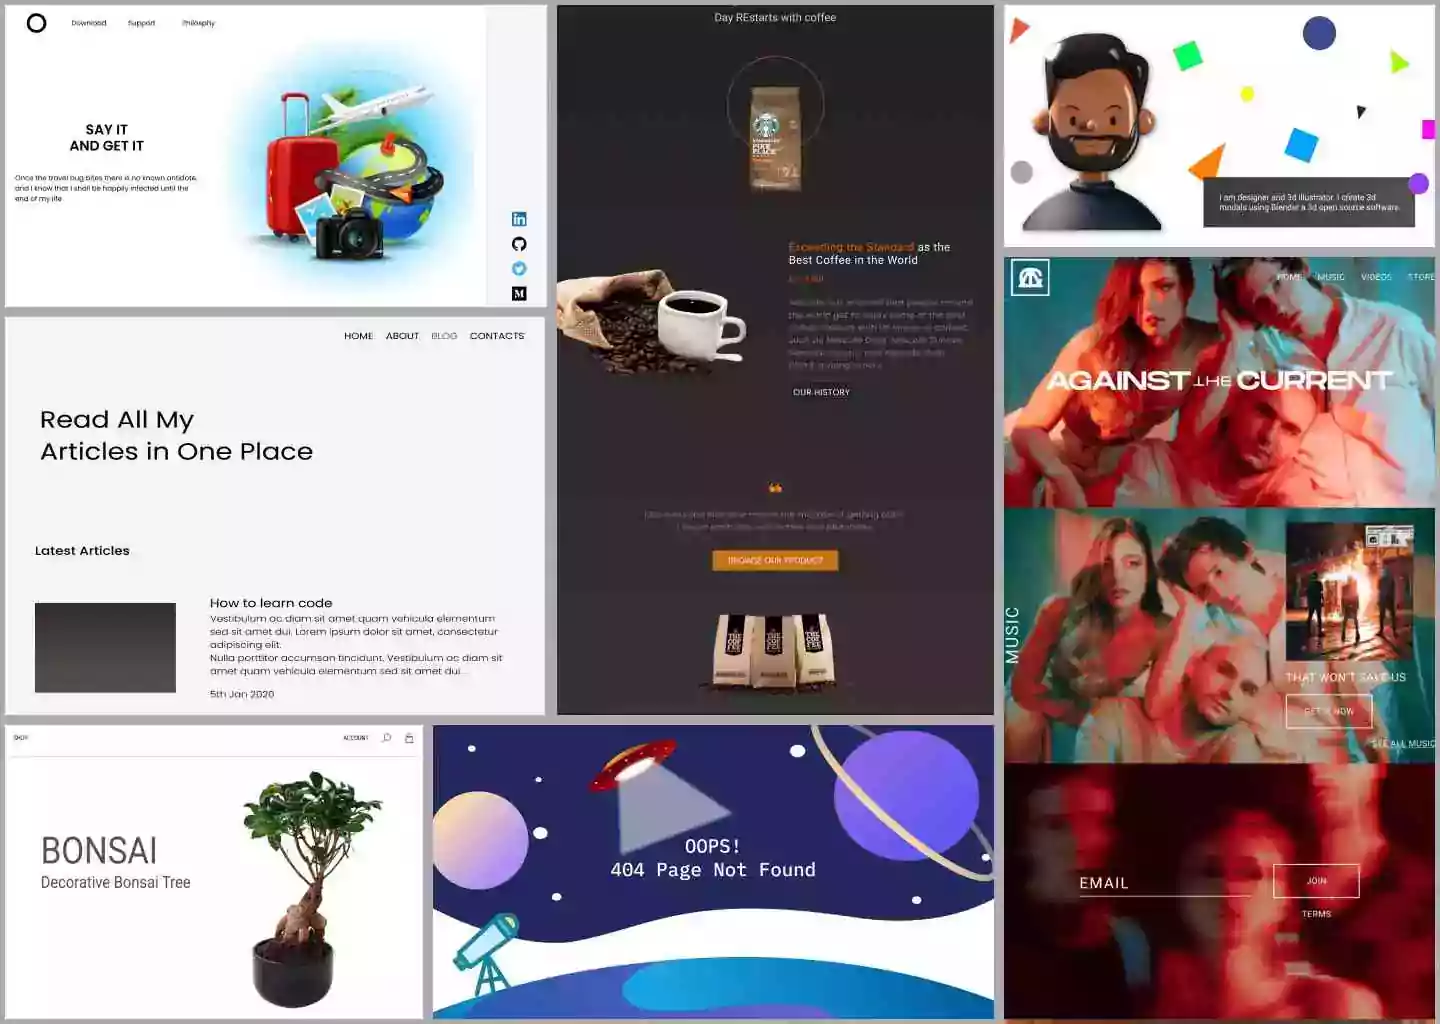 Download Support Philosphy
SAY IT
AND GET IT
Once the travel bug bites there is no known antidote,
and I know that I shall be happily infected until the
end of my life
HOME ABOUT BLOG CONTACTS
Read All My
Articles in One Place
Latest Articles
How to learn code
Vestibulum ac diam sit amet quam vehicula elementum
sed sit amet dui. Lorem ipsum dolor sit amet, consectetur
adipiscing elit.
Nulla porttitor accumsan tincidunt. Vestibulum ac diam sit
amet quam vehicula elementum sed sit amet dui...
5th Jan 2020
SHOP ACCOUNT
BONSAI
Decorative Bonsai Tree
Day REstarts with coffee
PIKE
PLACE
Exceeding the Standard as the
Best Coffee in the World
OUR HISTORY
BROWSE OUR PRODUCT
OOPS!
404 Page Not Found
I am designer and 3d illustrator. I create 3d
modals using Blender a 3d open source software.
HOME MUSIC VIDEOS STORE
AGAINST THE CURRENT
MUSIC
THAT WON'T SAVE US
GET IT NOW
SEE ALL MUSIC
EMAIL
JOIN
TERMS